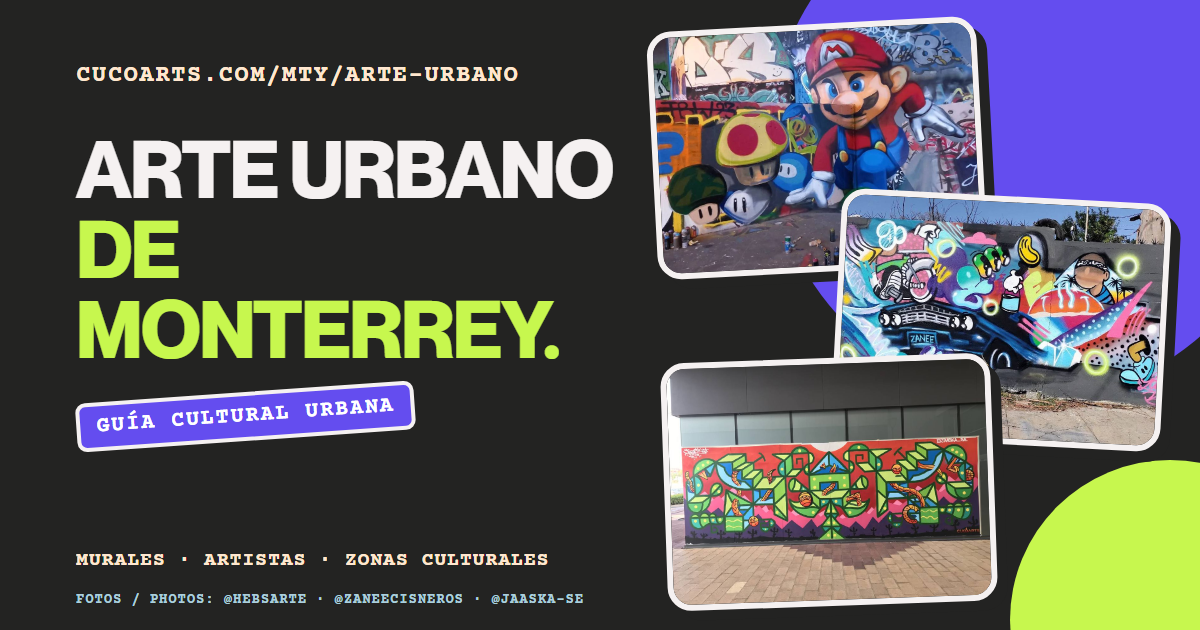 CUCOARTS.COM/MTY/ARTE-URBANO
ARTE URBANO
DE
MONTERREY.
GUÍA CULTURAL URBANA
MURALES · ARTISTAS · ZONAS CULTURALES
FOTOS / PHOTOS: @HEBSARTE · @ZANEECISNEROS · @JAASKA-SE
ZANEE